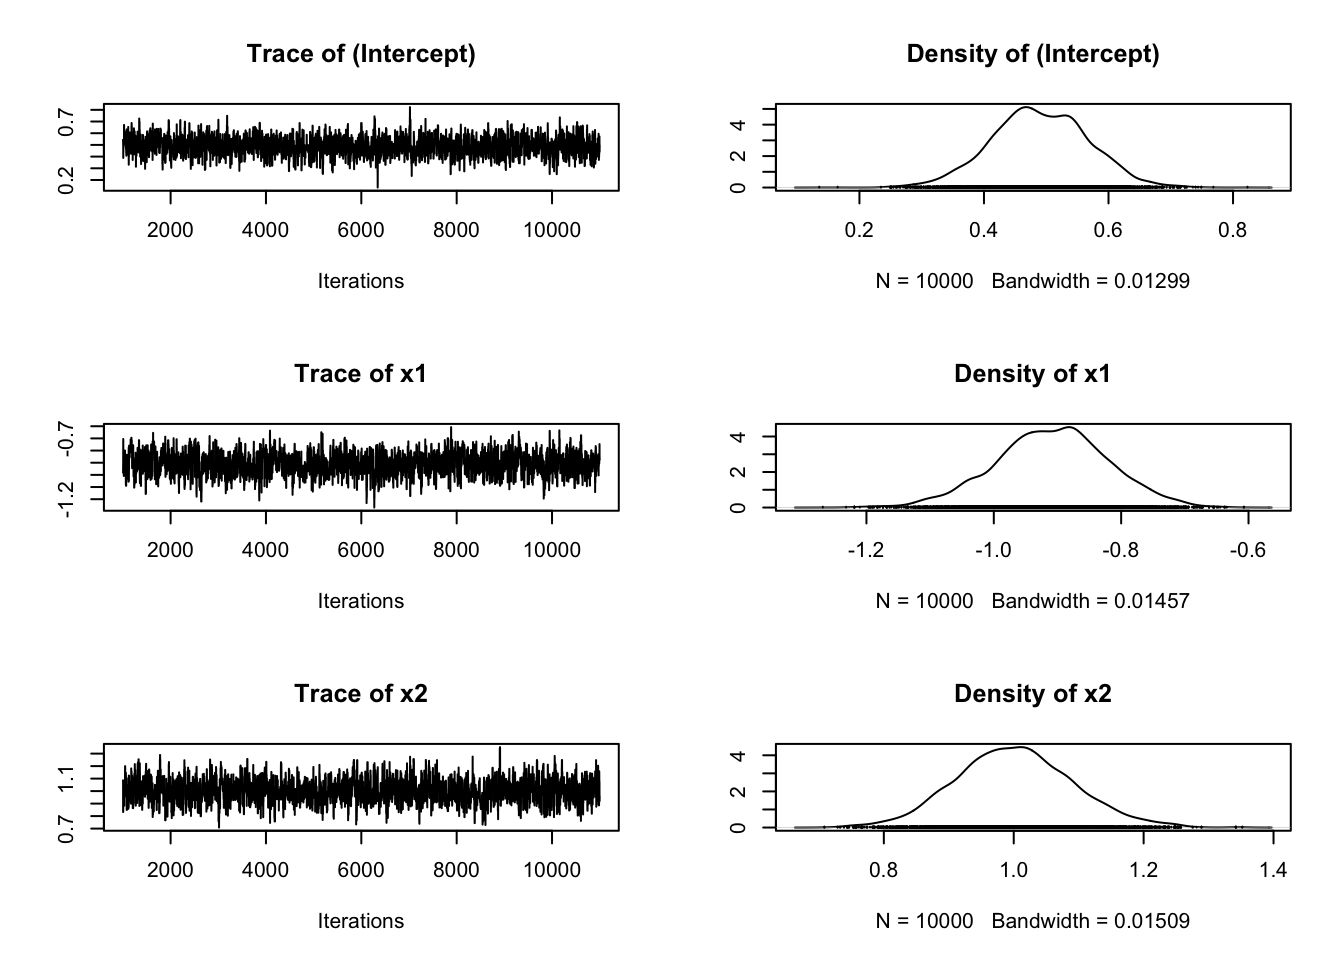 Trace of (Intercept)
0.7
0.2
2000 4000 6000 8000 10000
Iterations
Density of (Intercept)
4
2
0
0.2 0.4 0.6 0.8
N = 10000 Bandwidth = 0.01299
Trace of x1
-0.7
-1.2
2000 4000 6000 8000 10000
Iterations
Density of x1
4
2
0
-1.2 -1.0 -0.8 -0.6
N = 10000 Bandwidth = 0.01457
Trace of x2
1.1
0.7
2000 4000 6000 8000 10000
Iterations
Density of x2
4
2
0
0.8 1.0 1.2 1.4
N = 10000 Bandwidth = 0.01509